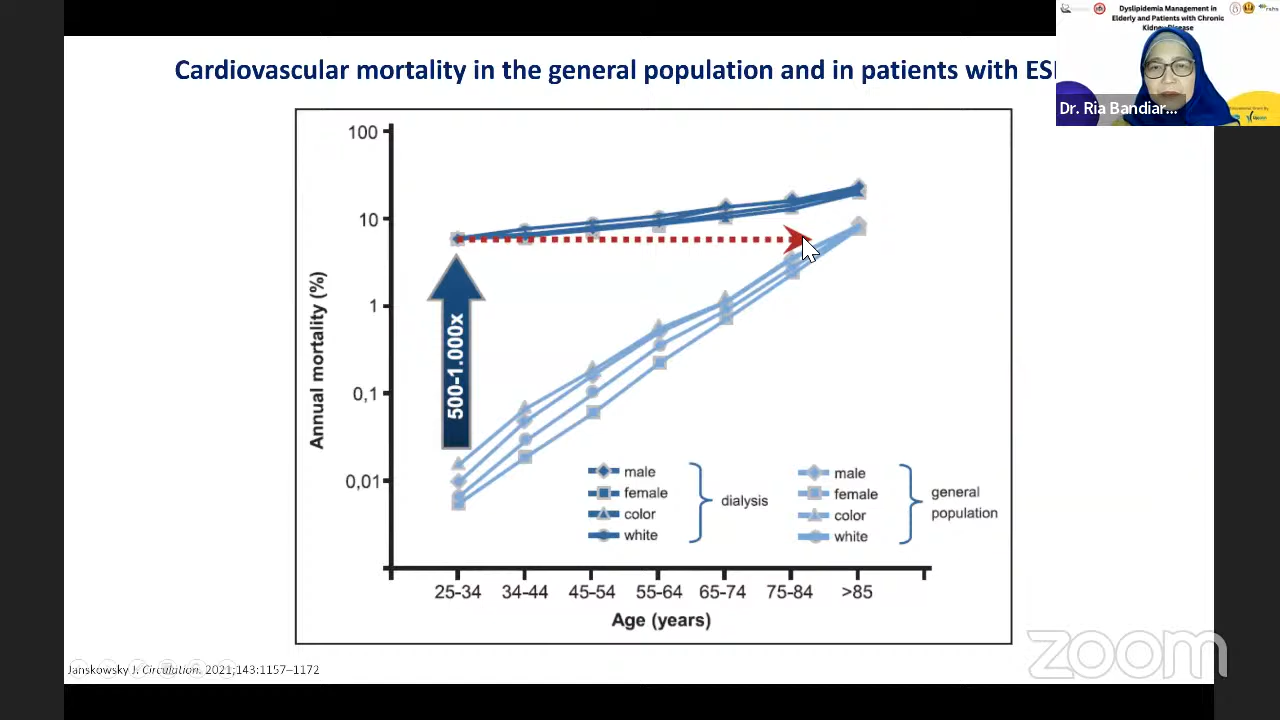 Dyslipidemia Management in
Elderly and Patients with Chronic
Kidney Disease
Dr. Ria Bandiar...
Cardiovascular mortality in the general population and in patients with
100
10
1
0,1
0,01
Annual mortality (%)
500-1.000x
male
female
color
white
dialysis
male
female
color
white
general
population
25-34
34-44
45-54
55-64
65-74
75-84
>85
Age (years)
Janskowsky J. Circulation. 2021;143:1157–1172
zoom